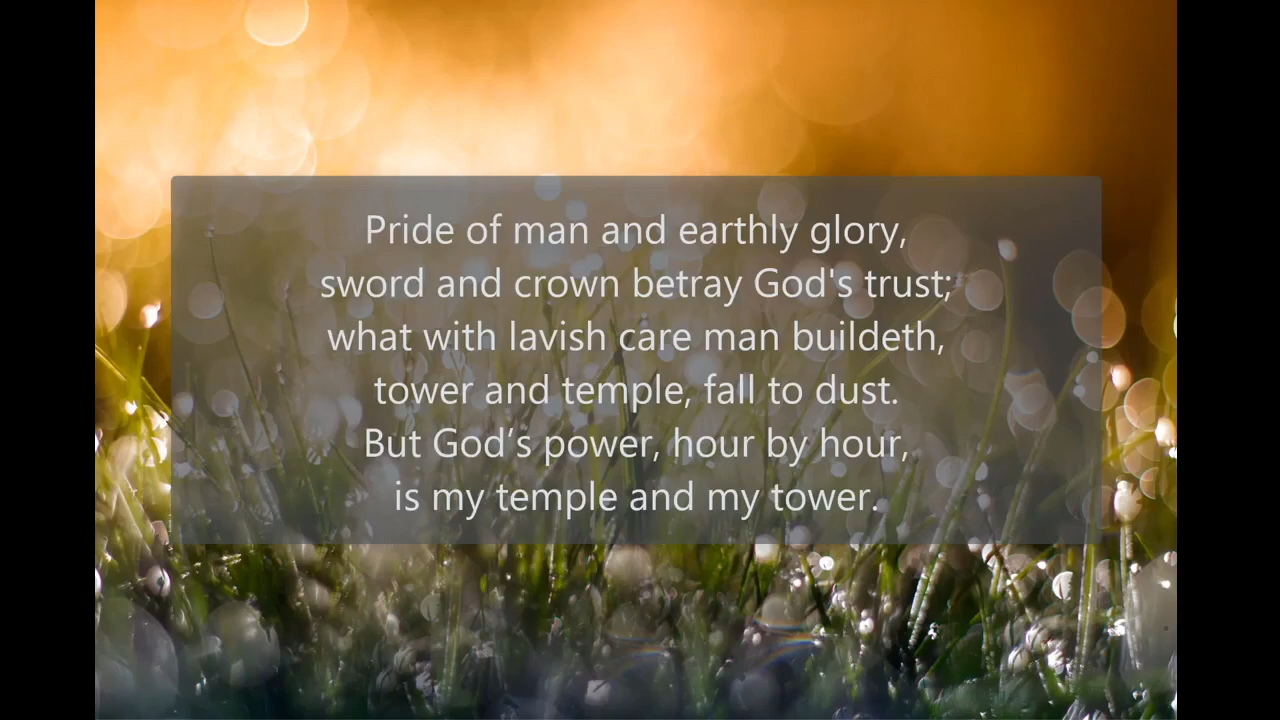 Pride of man and earthly glory,
sword and crown betray God's trust;
what with lavish care man buildeth,
tower and temple, fall to dust.
But God’s power, hour by hour,
is my temple and my tower.